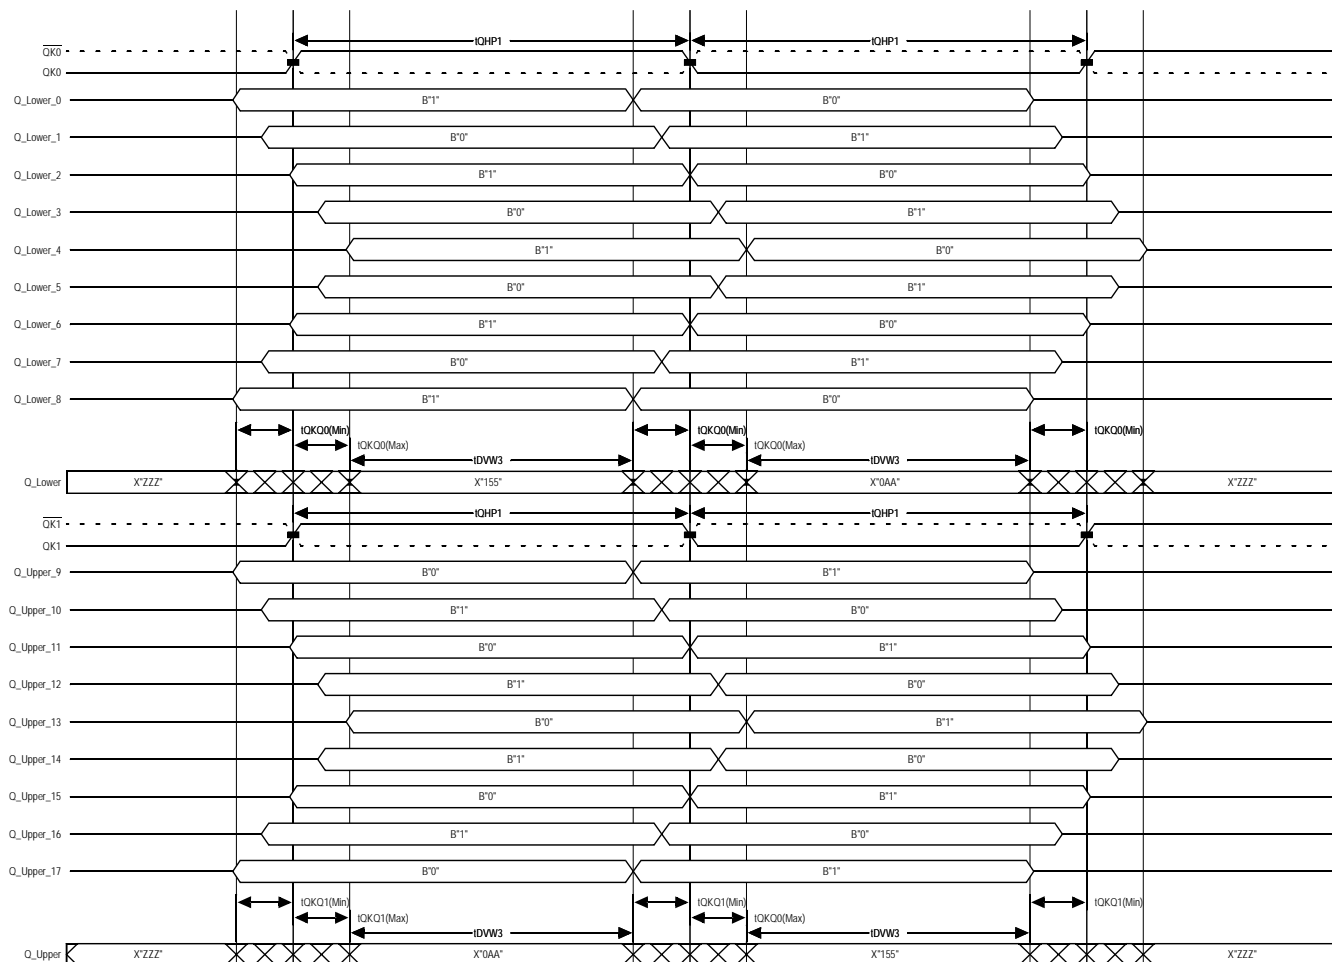 tQHP1 tQHP1
QK0
QK0
Q_Lower_0 B"1" B"0"
Q_Lower_1 B"0" B"1"
Q_Lower_2 B"1" B"0"
Q_Lower_3 B"0" B"1"
Q_Lower_4 B"1" B"0"
Q_Lower_5 B"0" B"1"
Q_Lower_6 B"1" B"0"
Q_Lower_7 B"0" B"1"
Q_Lower_8 B"1" B"0"
tQKQ0(Min) tQKQ0(Min) tQKQ0(Min)
tQKQ0(Max) tQKQ0(Max)
tDVW3 tDVW3
Q_Lower X"ZZZ" X"155" X"0AA" X"ZZZ"
tQHP1 tQHP1
QK1
QK1
Q_Upper_9 B"0" B"1"
Q_Upper_10 B"1" B"0"
Q_Upper_11 B"0" B"1"
Q_Upper_12 B"1" B"0"
Q_Upper_13 B"0" B"1"
Q_Upper_14 B"1" B"0"
Q_Upper_15 B"0" B"1"
Q_Upper_16 B"1" B"0"
Q_Upper_17 B"0" B"1"
tQKQ1(Min) tQKQ1(Min) tQKQ1(Min)
tQKQ1(Max) tQKQ0(Max)
tDVW3 tDVW3
Q_Upper X"ZZZ" X"0AA" X"155" X"ZZZ"